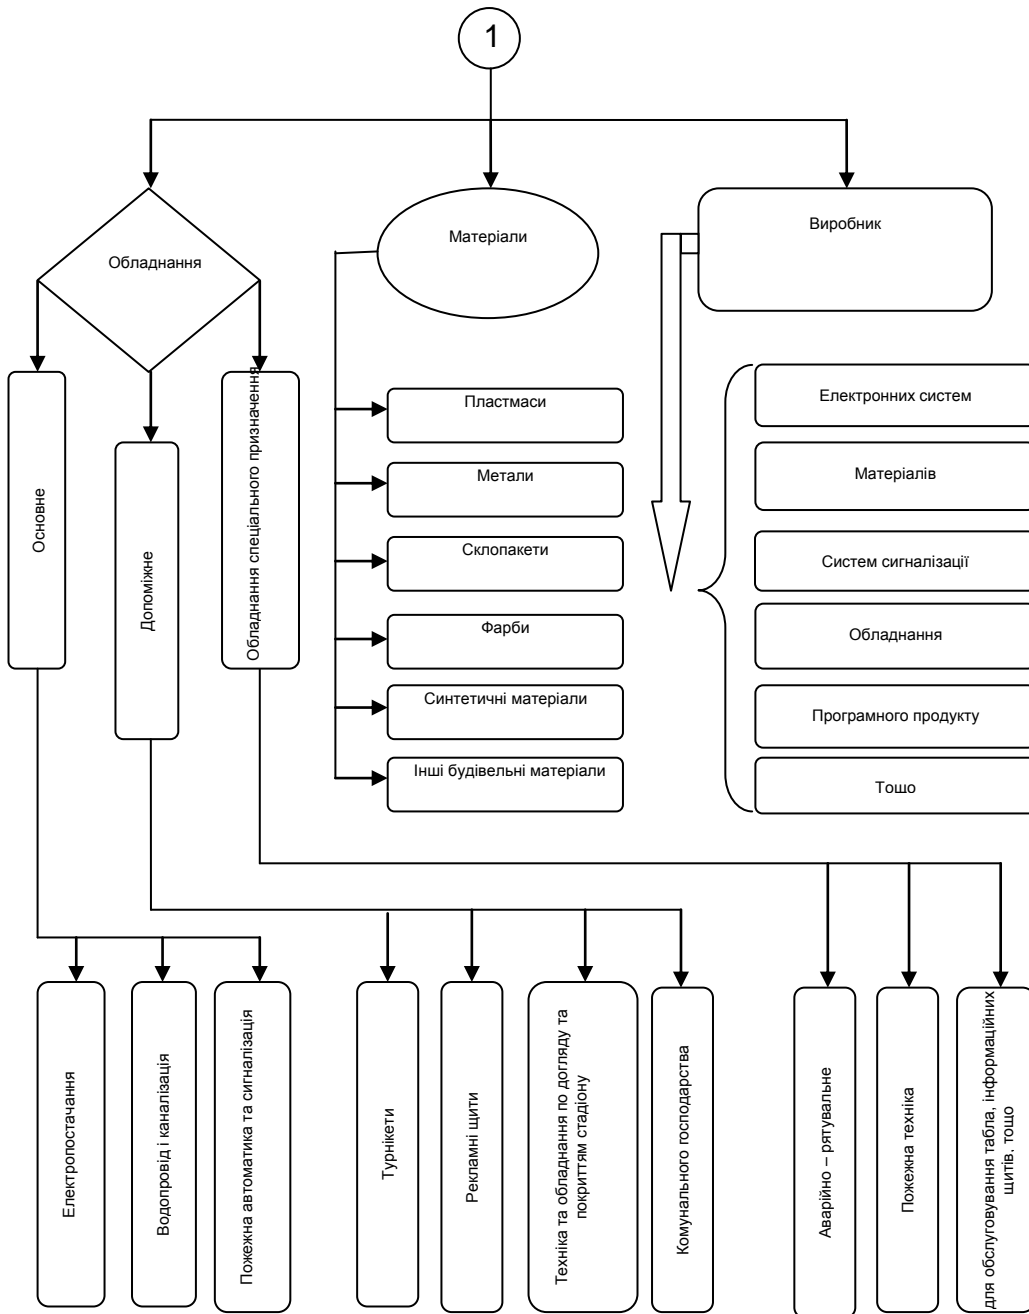 1
Обладнання
Матеріали
Виробник
Основне
Допоміжне
Обладнання спеціального призначення
Пластмаси
Метали
Склопакети
Фарби
Синтетичні матеріали
Інші будівельні матеріали
Електронних систем
Матеріалів
Систем сигналізації
Обладнання
Програмного продукту
Тощо
Електропостачання
Водопровід і каналізація
Пожежна автоматика та сигналізація
Турнікети
Рекламні щити
Техніка та обладнання по догляду та
покриттям стадіону
Комунального господарства
Аварійно – рятувальне
Пожежна техніка
для обслуговування табла, інформаційних
щитів, тощо